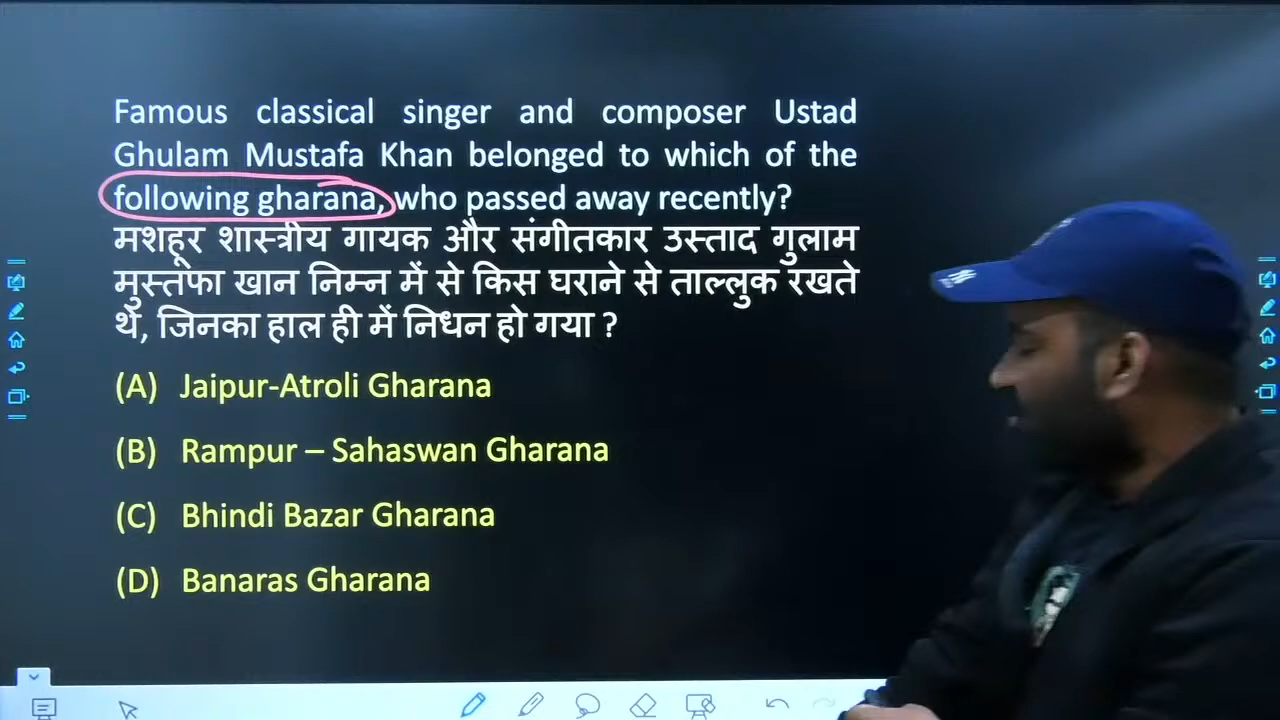 Famous classical singer and composer Ustad
Ghulam Mustafa Khan belonged to which of the
following gharana, who passed away recently?
मशहूर शास्त्रीय गायक और संगीतकार उस्ताद गुलाम
मुस्तफा खान निम्न में से किस घराने से ताल्लुक रखते
थे, जिनका हाल ही में निधन हो गया ?
(A) Jaipur-Atroli Gharana
(B) Rampur – Sahaswan Gharana
(C) Bhindi Bazar Gharana
(D) Banaras Gharana